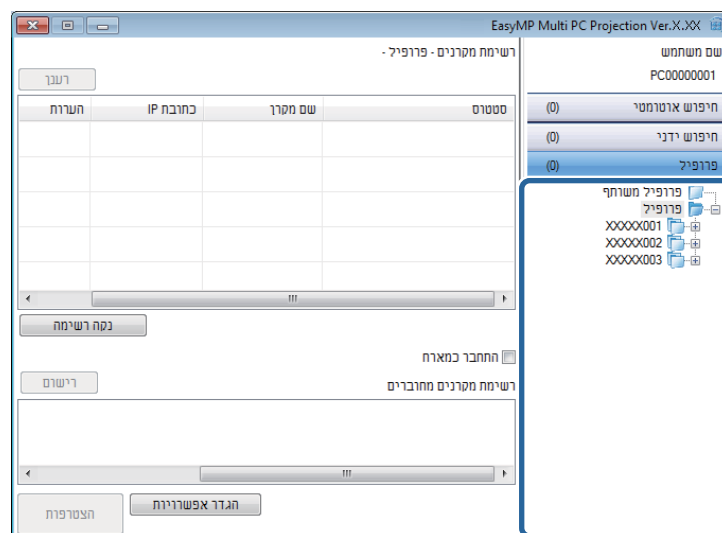 EasyMP Multi PC Projection Ver.X.XX
שם משתמש
PC00000001
חיפוש אוטומטי (0)
חיפוש ידני (0)
פרופיל (0)
פרופיל משותף
פרופיל
XXXXX001
XXXXX002
XXXXX003
רשימת מקרנים - פרופיל -
רענן
סטטוס שם מקרן כתובת IP הערות
נקה רשימה
התחבר כמארח
רשימת מקרנים מחוברים
רישום
הגדר אפשרויות
הצטרפות